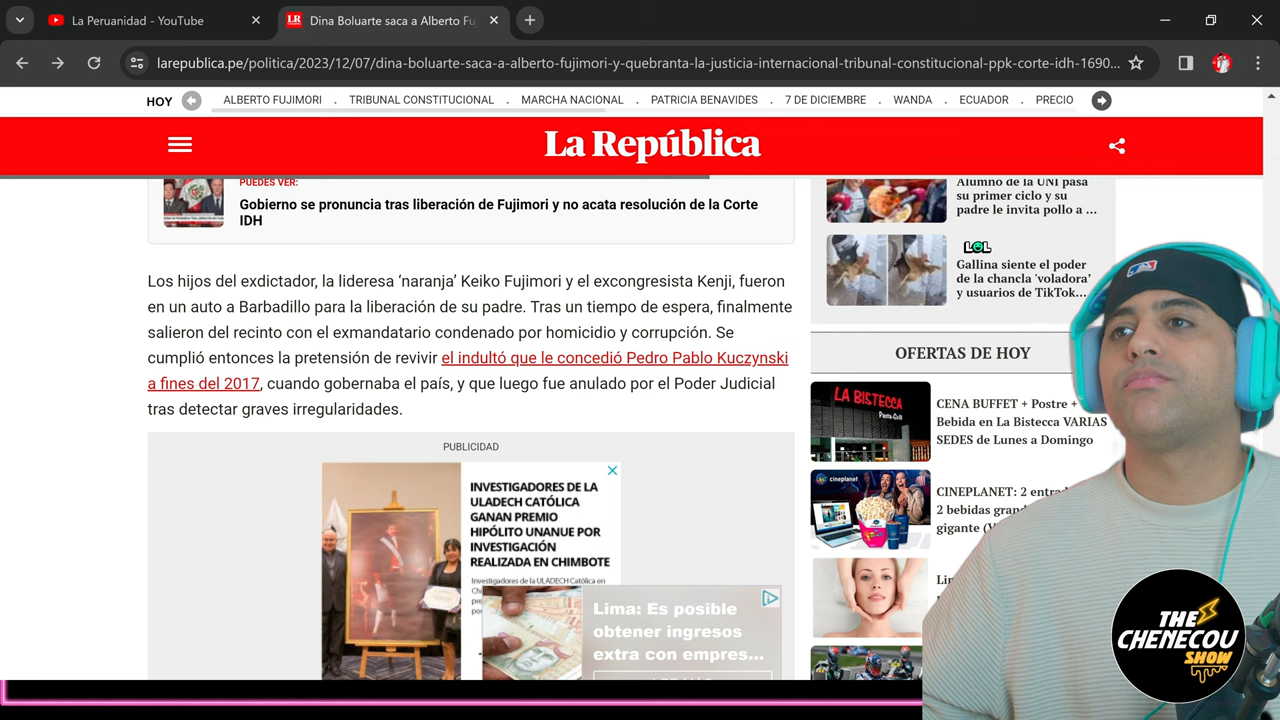 La Peruanidad - YouTube
Dina Boluarte saca a Alberto Fu
larepublica.pe/politica/2023/12/07/dina-boluarte-saca-a-alberto-fujimori-y-quebranta-la-justicia-internacional-tribunal-constitucional-ppk-corte-idh-1690...
HOY ALBERTO FUJIMORI . TRIBUNAL CONSTITUCIONAL . MARCHA NACIONAL . PATRICIA BENAVIDES . 7 DE DICIEMBRE . WANDA . ECUADOR . PRECIO
La República
PUEDES VER:
Gobierno se pronuncia tras liberación de Fujimori y no acata resolución de la Corte
IDH
Los hijos del exdictador, la lideresa ‘naranja’ Keiko Fujimori y el excongresista Kenji, fueron
en un auto a Barbadillo para la liberación de su padre. Tras un tiempo de espera, finalmente
salieron del recinto con el exmandatario condenado por homicidio y corrupción. Se
cumplió entonces la pretensión de revivir el indultó que le concedió Pedro Pablo Kuczynski
a fines del 2017, cuando gobernaba el país, y que luego fue anulado por el Poder Judicial
tras detectar graves irregularidades.
PUBLICIDAD
INVESTIGADORES DE LA
ULADECH CATÓLICA
GANAN PREMIO
HIPÓLITO UNANUE POR
INVESTIGACIÓN
REALIZADA EN CHIMBOTE
Investigadores de la ULADECH Católica en
Lima: Es posible
obtener ingresos
extra con empres...
Alumno de la UNI pasa
su primer ciclo y su
padre le invita pollo a ...
LOL
Gallina siente el poder
de la chancla 'voladora'
y usuarios de TikTok...
OFERTAS DE HOY
LA BISTECCA
CENA BUFFET + Postre +
Bebida en La Bistecca VARIAS
SEDES de Lunes a Domingo
cineplanet
CINEPLANET: 2 entrad
2 bebidas grand
gigante (V
Lim
THE
CHENECOU
SHOW